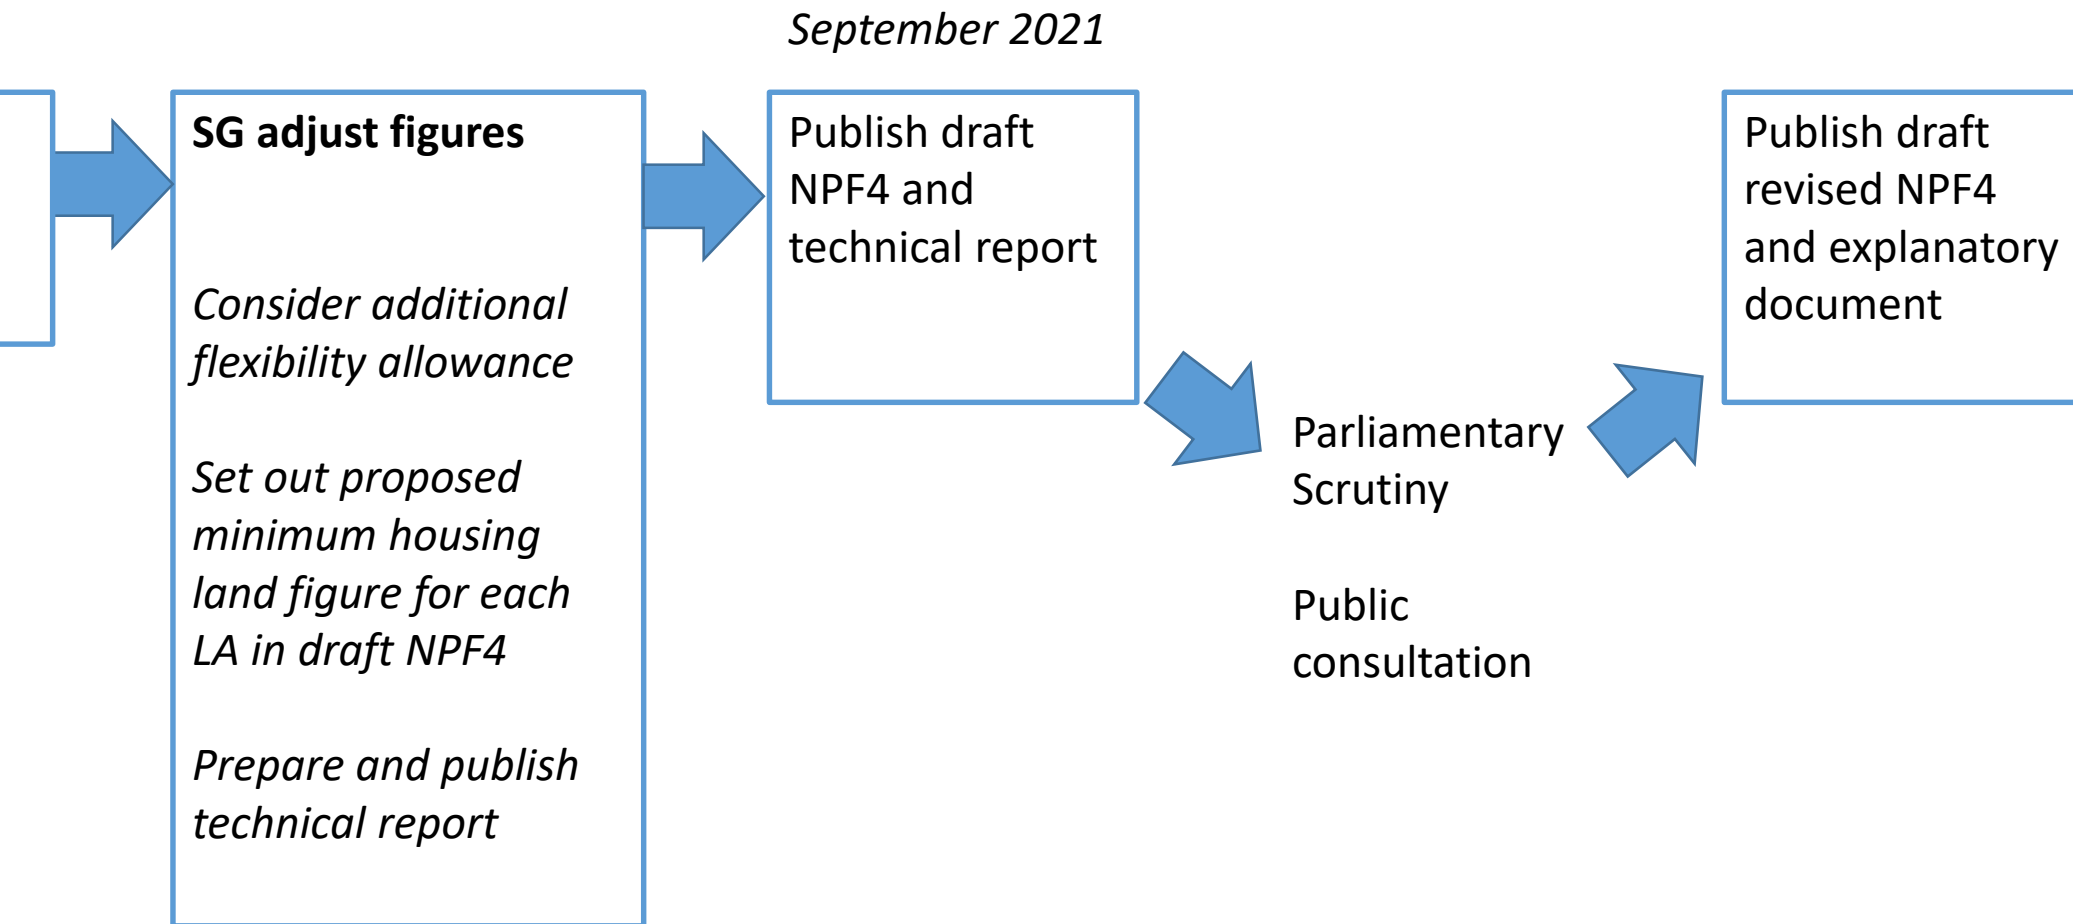 September 2021
SG adjust figures
Consider additional
flexibility allowance
Set out proposed
minimum housing
land figure for each
LA in draft NPF4
Prepare and publish
technical report
Publish draft
NPF4 and
technical report
Parliamentary
Scrutiny
Public
consultation
Publish draft
revised NPF4
and explanatory
document